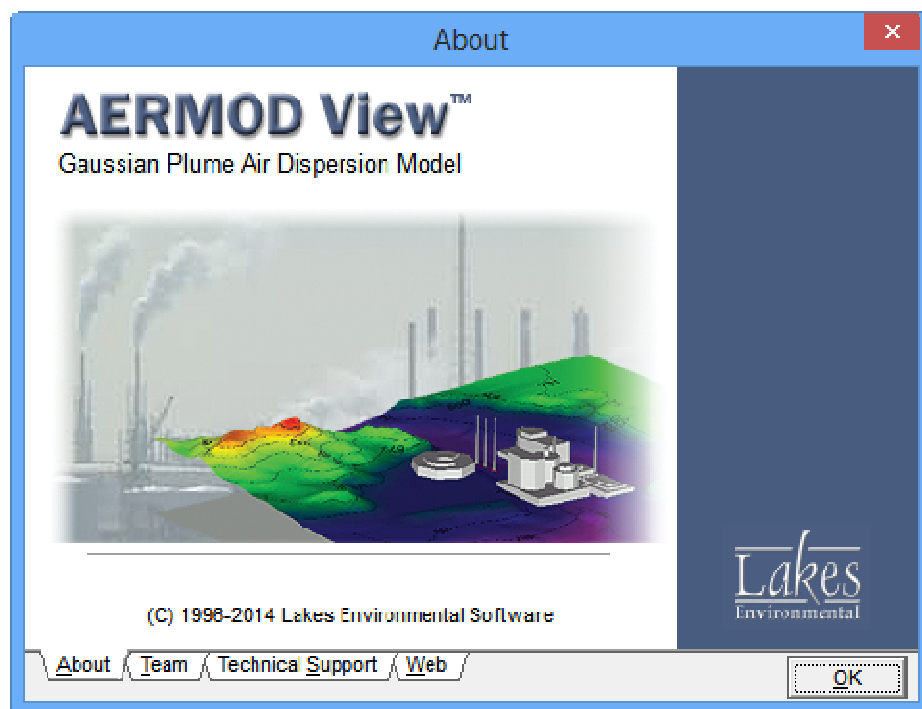 About
AERMOD View™
Gaussian Plume Air Dispersion Model
Lakes
Environmental
(C) 1996-2014 Lakes Environmental Software
About Team Technical Support Web
OK